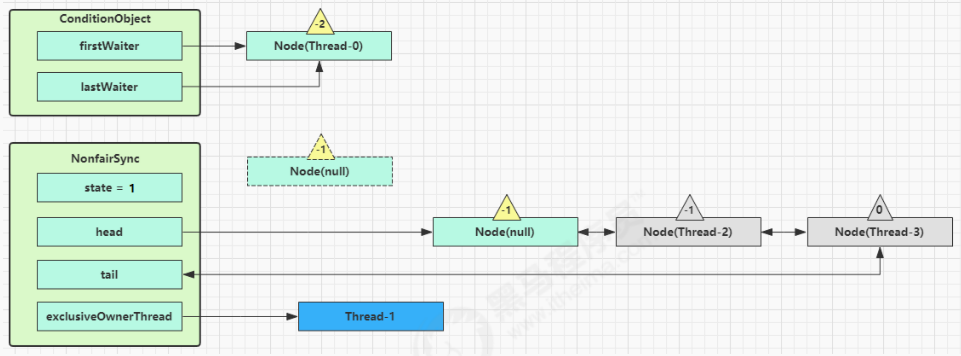 ConditionObject
-2
firstWaiter
Node(Thread-0)
lastWaiter
NonfairSync
-1
Node(null)
state = 1
-1
-1
0
head
Node(null)
Node(Thread-2)
Node(Thread-3)
tail
exclusiveOwnerThread
Thread-1
黑马程序员
www.itheima.com